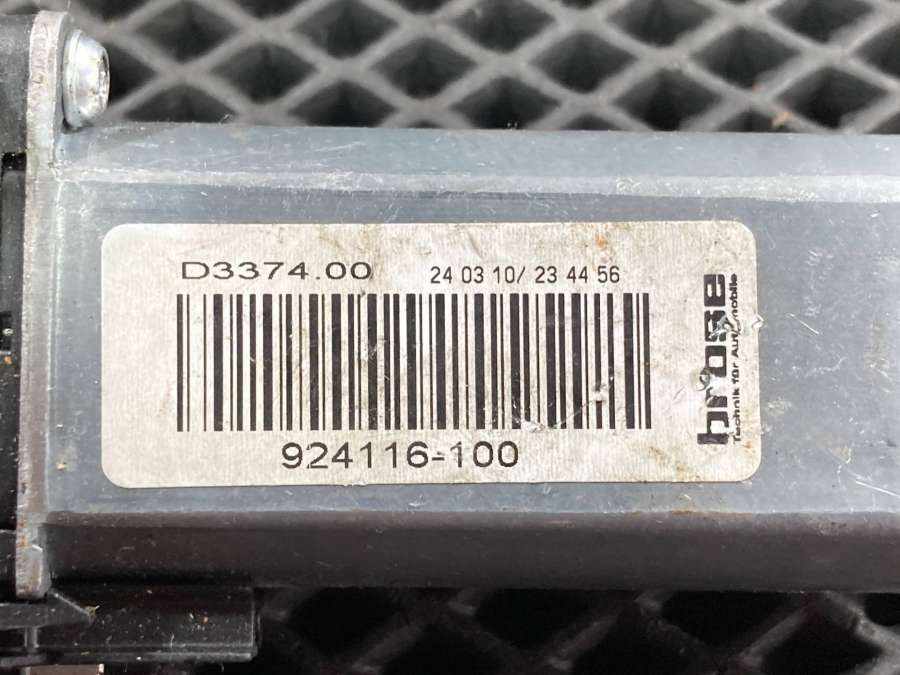 D3374.00 24 03 10/ 23 44 56
924116-100
brose
Technik für Automobile